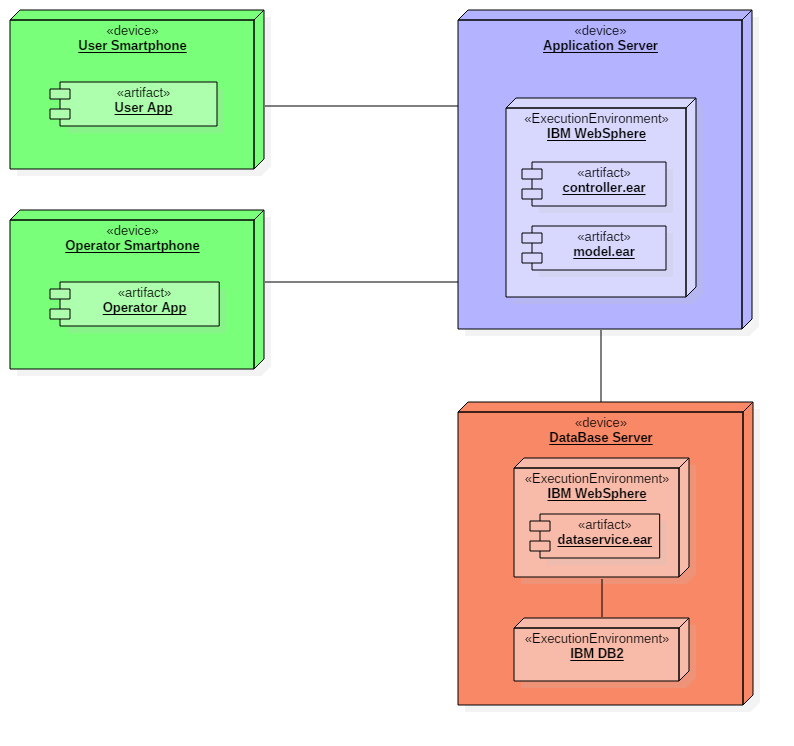 «device»
User Smartphone
«artifact»
User App
«device»
Operator Smartphone
«artifact»
Operator App
«device»
Application Server
«ExecutionEnvironment»
IBM WebSphere
«artifact»
controller.ear
«artifact»
model.ear
«device»
DataBase Server
«ExecutionEnvironment»
IBM WebSphere
«artifact»
dataservice.ear
«ExecutionEnvironment»
IBM DB2